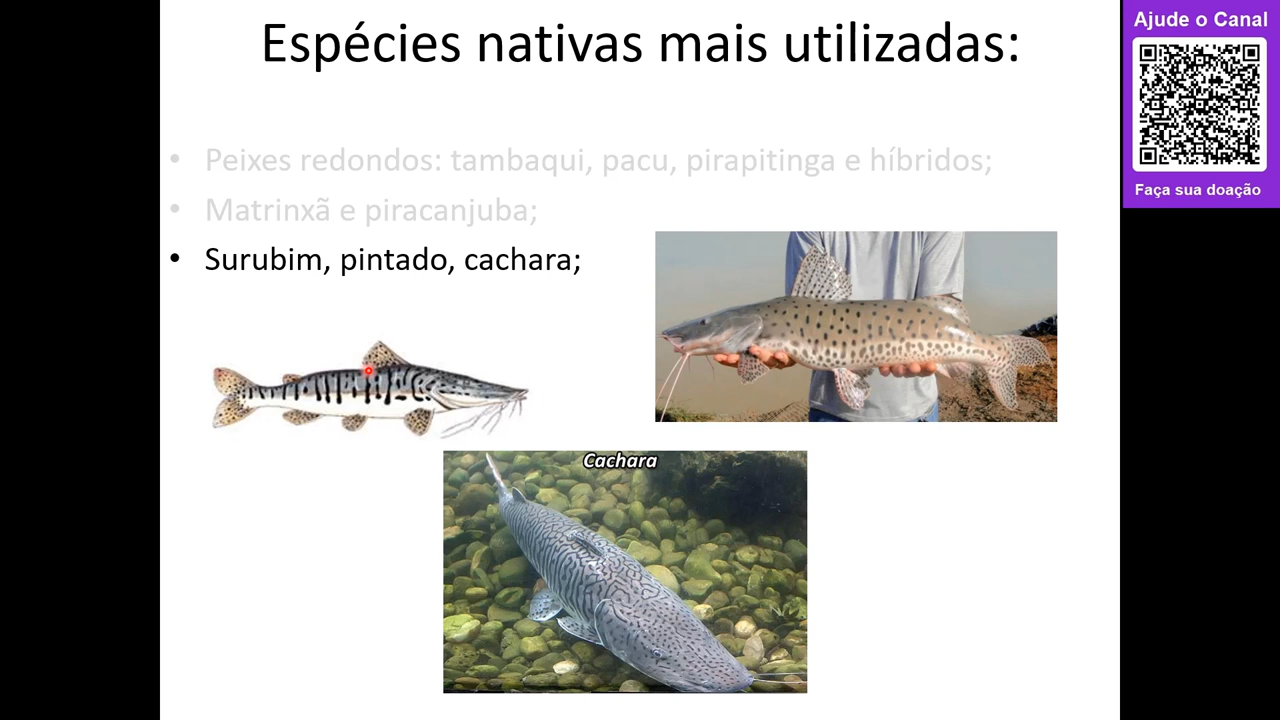 Espécies nativas mais utilizadas:
Ajude o Canal
Faça sua doação
• Peixes redondos: tambaqui, pacu, pirapitinga e híbridos;
• Matrinxã e piracanjuba;
• Surubim, pintado, cachara;
Cachara